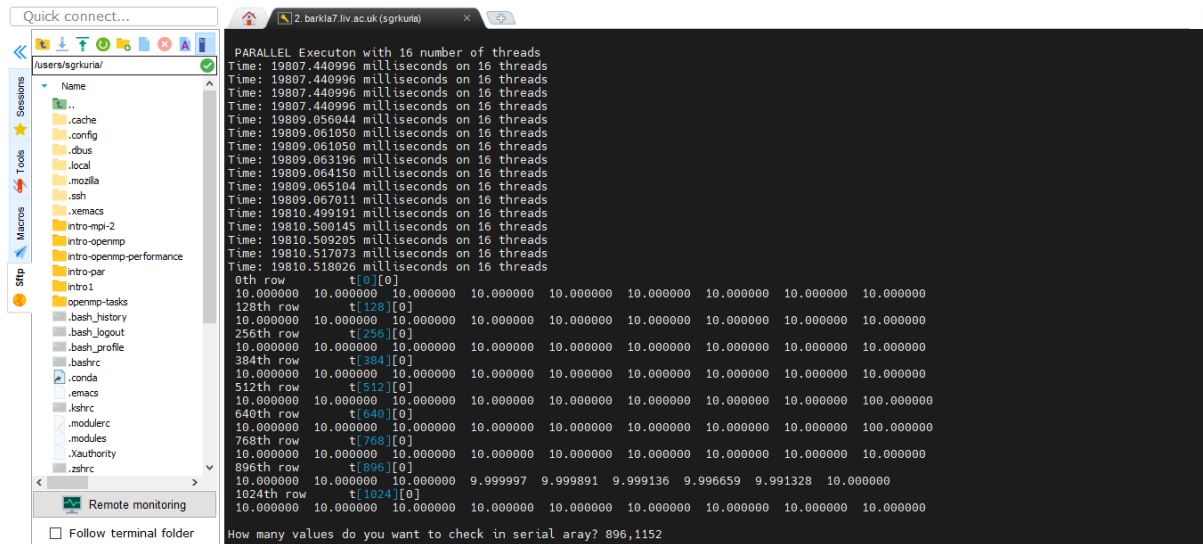 Quick connect...
2. barkla7.liv.ac.uk (sgrkuria)
/users/sgrkuria/
Name
..
.cache
.config
.dbus
.local
.mozilla
.ssh
.xemacs
intro-mpi-2
intro-openmp
intro-openmp-performance
intro-par
intro1
openmp-tasks
.bash_history
.bash_logout
.bash_profile
.bashrc
.conda
.emacs
.kshrc
.modulerc
.modules
.Xauthority
.zshrc
Remote monitoring
Follow terminal folder
Sessions
Tools
Macros
Sftp
PARALLEL Executon with 16 number of threads
Time: 19807.440996 milliseconds on 16 threads
Time: 19807.440996 milliseconds on 16 threads
Time: 19807.440996 milliseconds on 16 threads
Time: 19807.440996 milliseconds on 16 threads
Time: 19809.056044 milliseconds on 16 threads
Time: 19809.061050 milliseconds on 16 threads
Time: 19809.061050 milliseconds on 16 threads
Time: 19809.063196 milliseconds on 16 threads
Time: 19809.064150 milliseconds on 16 threads
Time: 19809.065104 milliseconds on 16 threads
Time: 19809.067011 milliseconds on 16 threads
Time: 19810.499191 milliseconds on 16 threads
Time: 19810.500145 milliseconds on 16 threads
Time: 19810.509205 milliseconds on 16 threads
Time: 19810.517073 milliseconds on 16 threads
Time: 19810.518026 milliseconds on 16 threads
0th row t[0][0]
10.000000 10.000000 10.000000 10.000000 10.000000 10.000000 10.000000 10.000000 10.000000
128th row t[128][0]
10.000000 10.000000 10.000000 10.000000 10.000000 10.000000 10.000000 10.000000 10.000000
256th row t[256][0]
10.000000 10.000000 10.000000 10.000000 10.000000 10.000000 10.000000 10.000000 10.000000
384th row t[384][0]
10.000000 10.000000 10.000000 10.000000 10.000000 10.000000 10.000000 10.000000 10.000000
512th row t[512][0]
10.000000 10.000000 10.000000 10.000000 10.000000 10.000000 10.000000 10.000000 100.000000
640th row t[640][0]
10.000000 10.000000 10.000000 10.000000 10.000000 10.000000 10.000000 10.000000 100.000000
768th row t[768][0]
10.000000 10.000000 10.000000 10.000000 10.000000 10.000000 10.000000 10.000000 10.000000
896th row t[896][0]
10.000000 10.000000 10.000000 9.999997 9.999891 9.999136 9.996659 9.991328 10.000000
1024th row t[1024][0]
10.000000 10.000000 10.000000 10.000000 10.000000 10.000000 10.000000 10.000000 10.000000
How many values do you want to check in serial aray? 896,1152